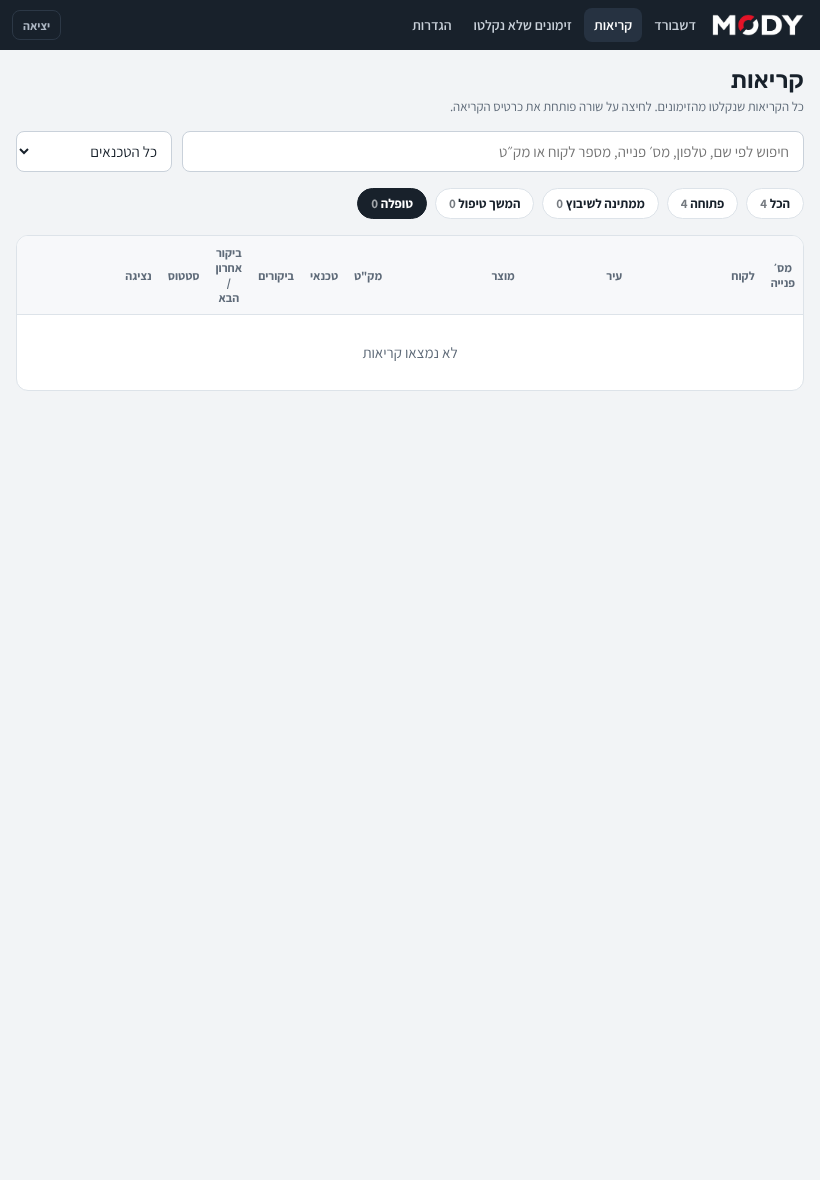 MODY
דשבורד
קריאות
זימונים שלא נקלטו
הגדרות
יציאה
קריאות
כל הקריאות שנקלטו מהזימונים. לחיצה על שורה פותחת את כרטיס הקריאה.
חיפוש לפי שם, טלפון, מס׳ פנייה, מספר לקוח או מק״ט
כל הטכנאים
הכל 4
פתוחה 4
ממתינה לשיבוץ 0
המשך טיפול 0
טופלה 0
מס׳
פנייה
לקוח
עיר
מוצר
מק"ט
טכנאי
ביקורים
ביקור
אחרון
/
הבא
סטטוס
נציגה
לא נמצאו קריאות